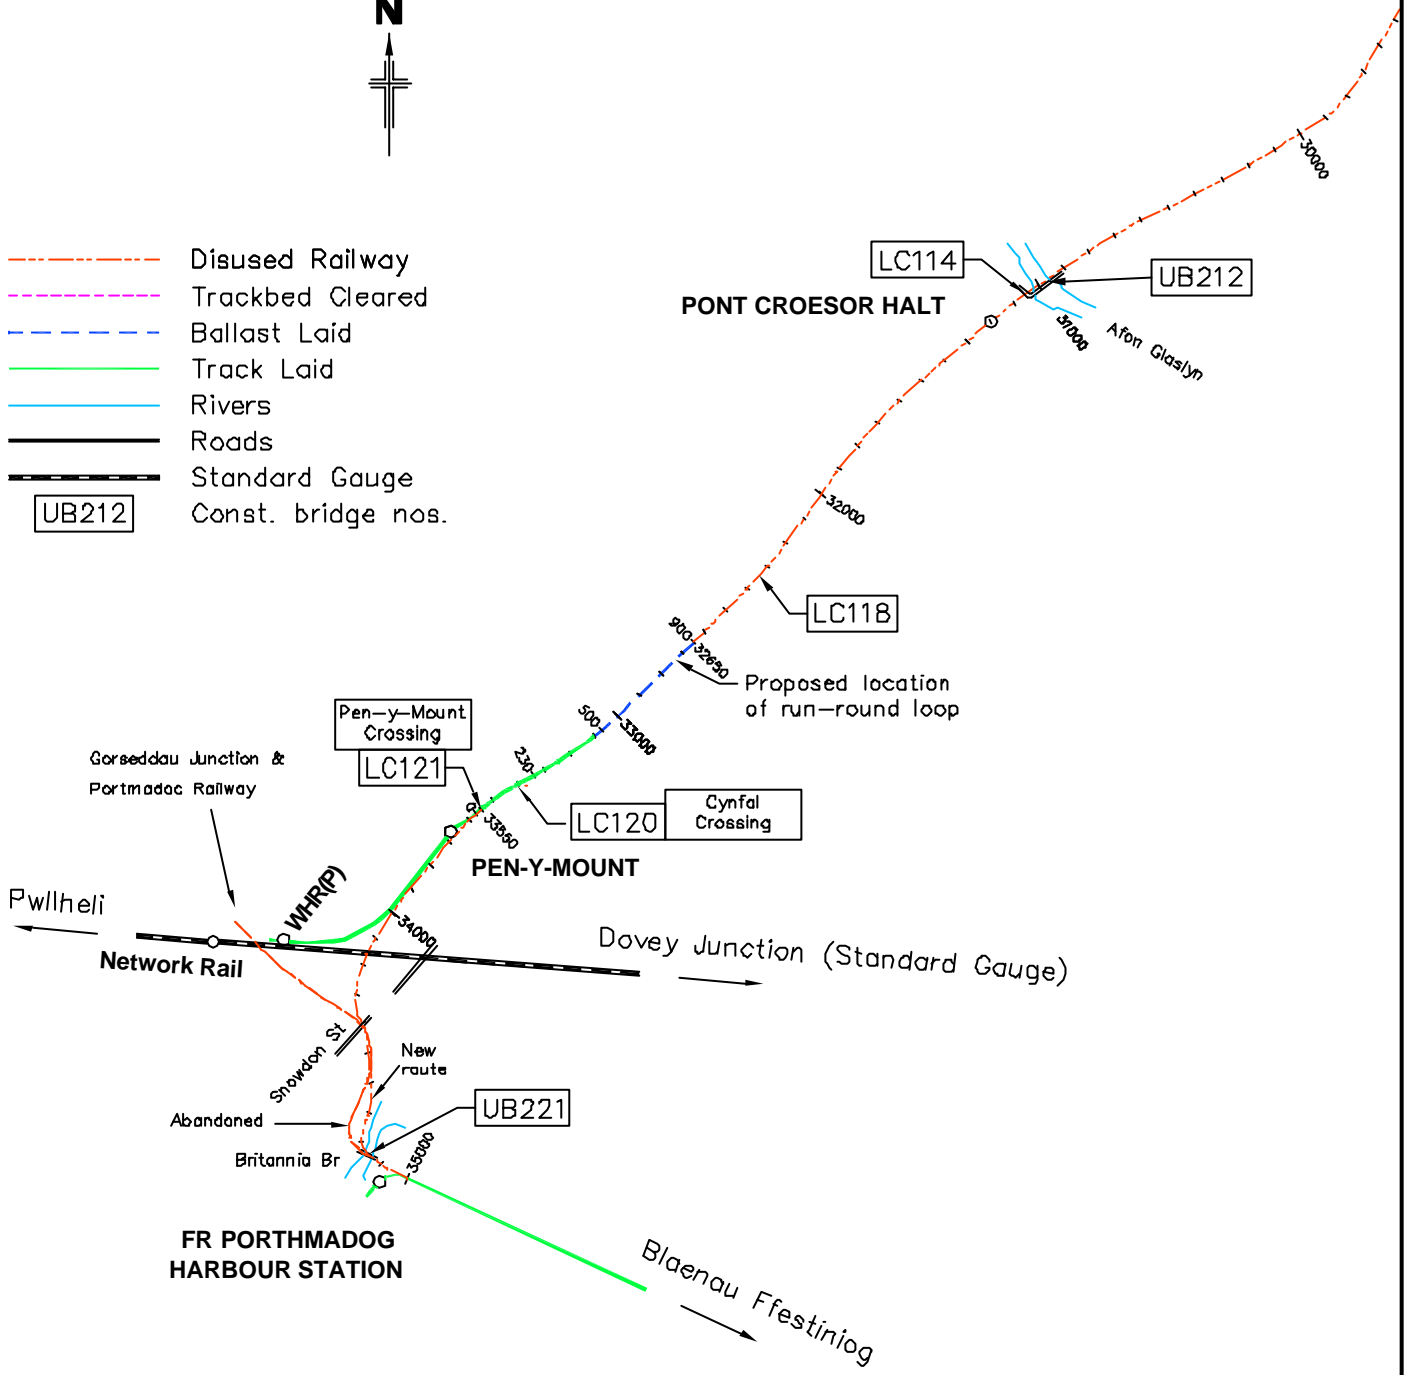 N
Disused Railway
Trackbed Cleared
Ballast Laid
Track Laid
Rivers
Roads
Standard Gauge
UB212
Const. bridge nos.
30000
LC114
UB212
PONT CROESOR HALT
31000
Afon Glaslyn
32000
LC118
900
32650
Proposed location
of run-round loop
Pen-y-Mount
Crossing
LC121
500
33000
230
Gorseddau Junction &
Portmadoc Railway
0
33550
LC120
Cynfal
Crossing
PEN-Y-MOUNT
WHR(P)
Pwllheli
34000
Network Rail
Dovey Junction (Standard Gauge)
Snowdon St
New
route
Abandoned
UB221
Britannia Br
35000
FR PORTHMADOG
HARBOUR STATION
Blaenau Ffestiniog